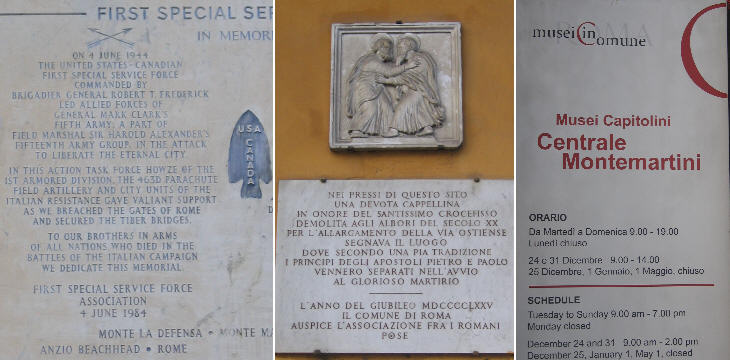 FIRST SPECIAL SER
IN MEMOR
ON 4 JUNE 1944
THE UNITED STATES-CANADIAN
FIRST SPECIAL SERVICE FORCE
COMMANDED BY
BRIGADIER GENERAL ROBERT T. FREDERICK
LED ALLIED FORCES OF
GENERAL MARK CLARK'S
FIFTH ARMY, A PART OF
FIELD MARSHAL SIR HAROLD ALEXANDER'S
FIFTEENTH ARMY GROUP, IN THE ATTACK
TO LIBERATE THE ETERNAL CITY.
IN THIS ACTION TASK FORCE HOWZE OF THE
1ST ARMORED DIVISION, THE 463D PARACHUTE
FIELD ARTILLERY AND CITY UNITS OF THE
ITALIAN RESISTANCE GAVE VALIANT SUPPORT
AS WE BREACHED THE GATES OF ROME
AND SECURED THE TIBER BRIDGES.
TO OUR BROTHERS IN ARMS
OF ALL NATIONS WHO DIED IN THE
BATTLES OF THE ITALIAN CAMPAIGN
WE DEDICATE THIS MEMORIAL.
FIRST SPECIAL SERVICE FORCE
ASSOCIATION
4 JUNE 1984
MONTE LA DEFENSA • MONTE MA
ANZIO BEACHHEAD • ROME
USA
CANADA
NEI PRESSI DI QUESTO SITO
UNA DEVOTA CAPPELLINA
IN ONORE DEL SANTISSIMO CROCEFISSO
DEMOLITA AGLI ALBORI DEL SECOLO XX
PER L'ALLARGAMENTO DELLA VIA OSTIENSE
SEGNAVA IL LUOGO
DOVE SECONDO UNA PIA TRADIZIONE
I PRINCIPI DEGLI APOSTOLI PIETRO E PAOLO
VENNERO SEPARATI NELL'AVVIO
AL GLORIOSO MARTIRIO
L'ANNO DEL GIUBILEO MDCCCCLXXV
IL COMUNE DI ROMA
AUSPICE L'ASSOCIAZIONE FRA I ROMANI
POSE
musei in Comune
Musei Capitolini
Centrale
Montemartini
ORARIO
Da Martedì a Domenica 9.00 - 19.00
Lunedì chiuso
24 e 31 Dicembre 9.00 - 14.00
25 Dicembre, 1 Gennaio, 1 Maggio, chiuso
SCHEDULE
Tuesday to Sunday 9.00 am - 7.00 pm
Monday closed
December 24 and 31 9.00 am - 2.00 pm
December 25, January 1, May 1, closed